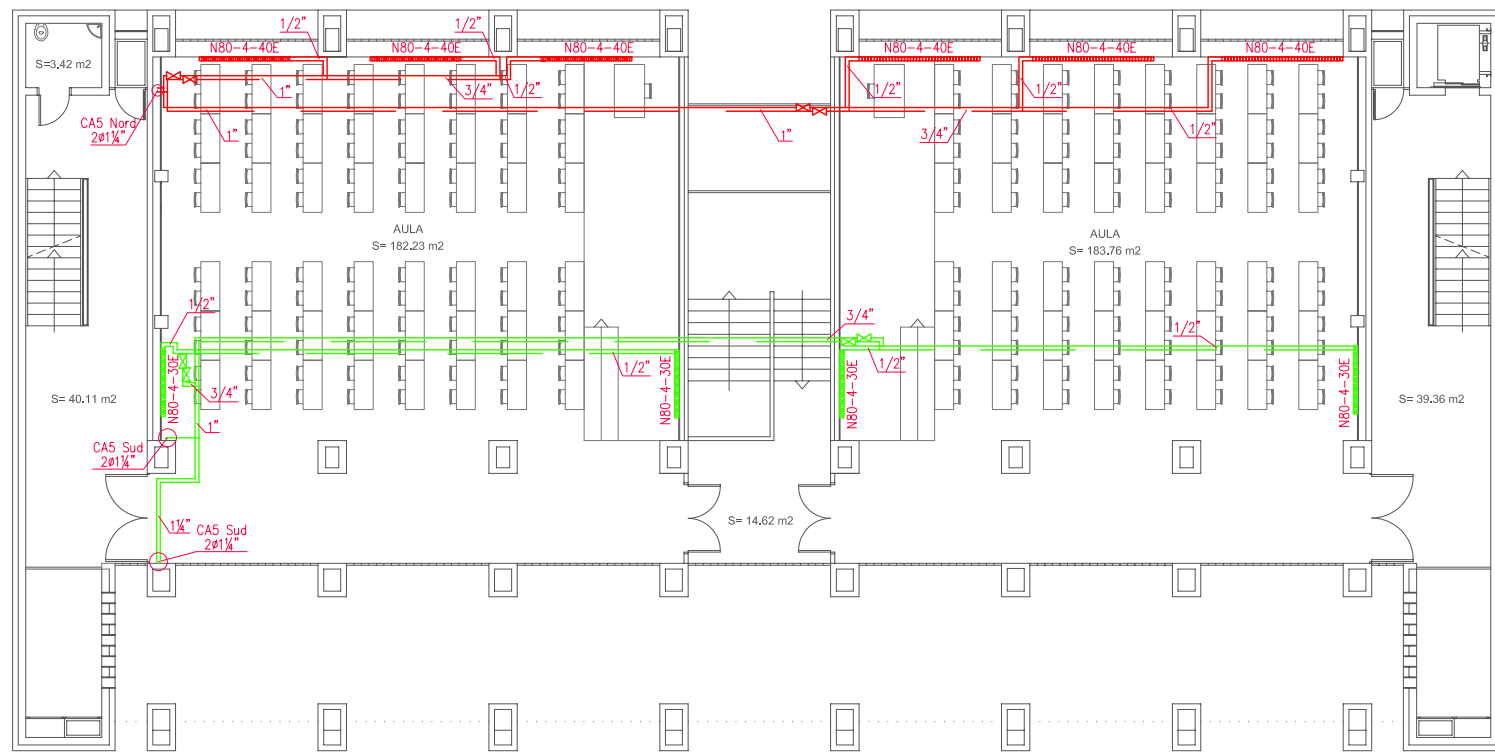 1/2"
1/2"
N80-4-40E
N80-4-40E
N80-4-40E
N80-4-40E
N80-4-40E
N80-4-40E
S=3.42 m2
1"
3/4"
1/2"
1/2"
1/2"
CA5 Nord
2ø1¼"
1"
1"
3/4"
1/2"
AULA
S= 182.23 m2
AULA
S= 183.76 m2
1/2"
3/4"
1/2"
N80-4-30E
3/4"
1/2"
N80-4-30E
1/2"
N80-4-30E
N80-4-30E
S= 40.11 m2
S= 39.36 m2
1"
CA5 Sud
2ø1¼"
1¼"
CA5 Sud
2ø1¼"
S= 14.62 m2